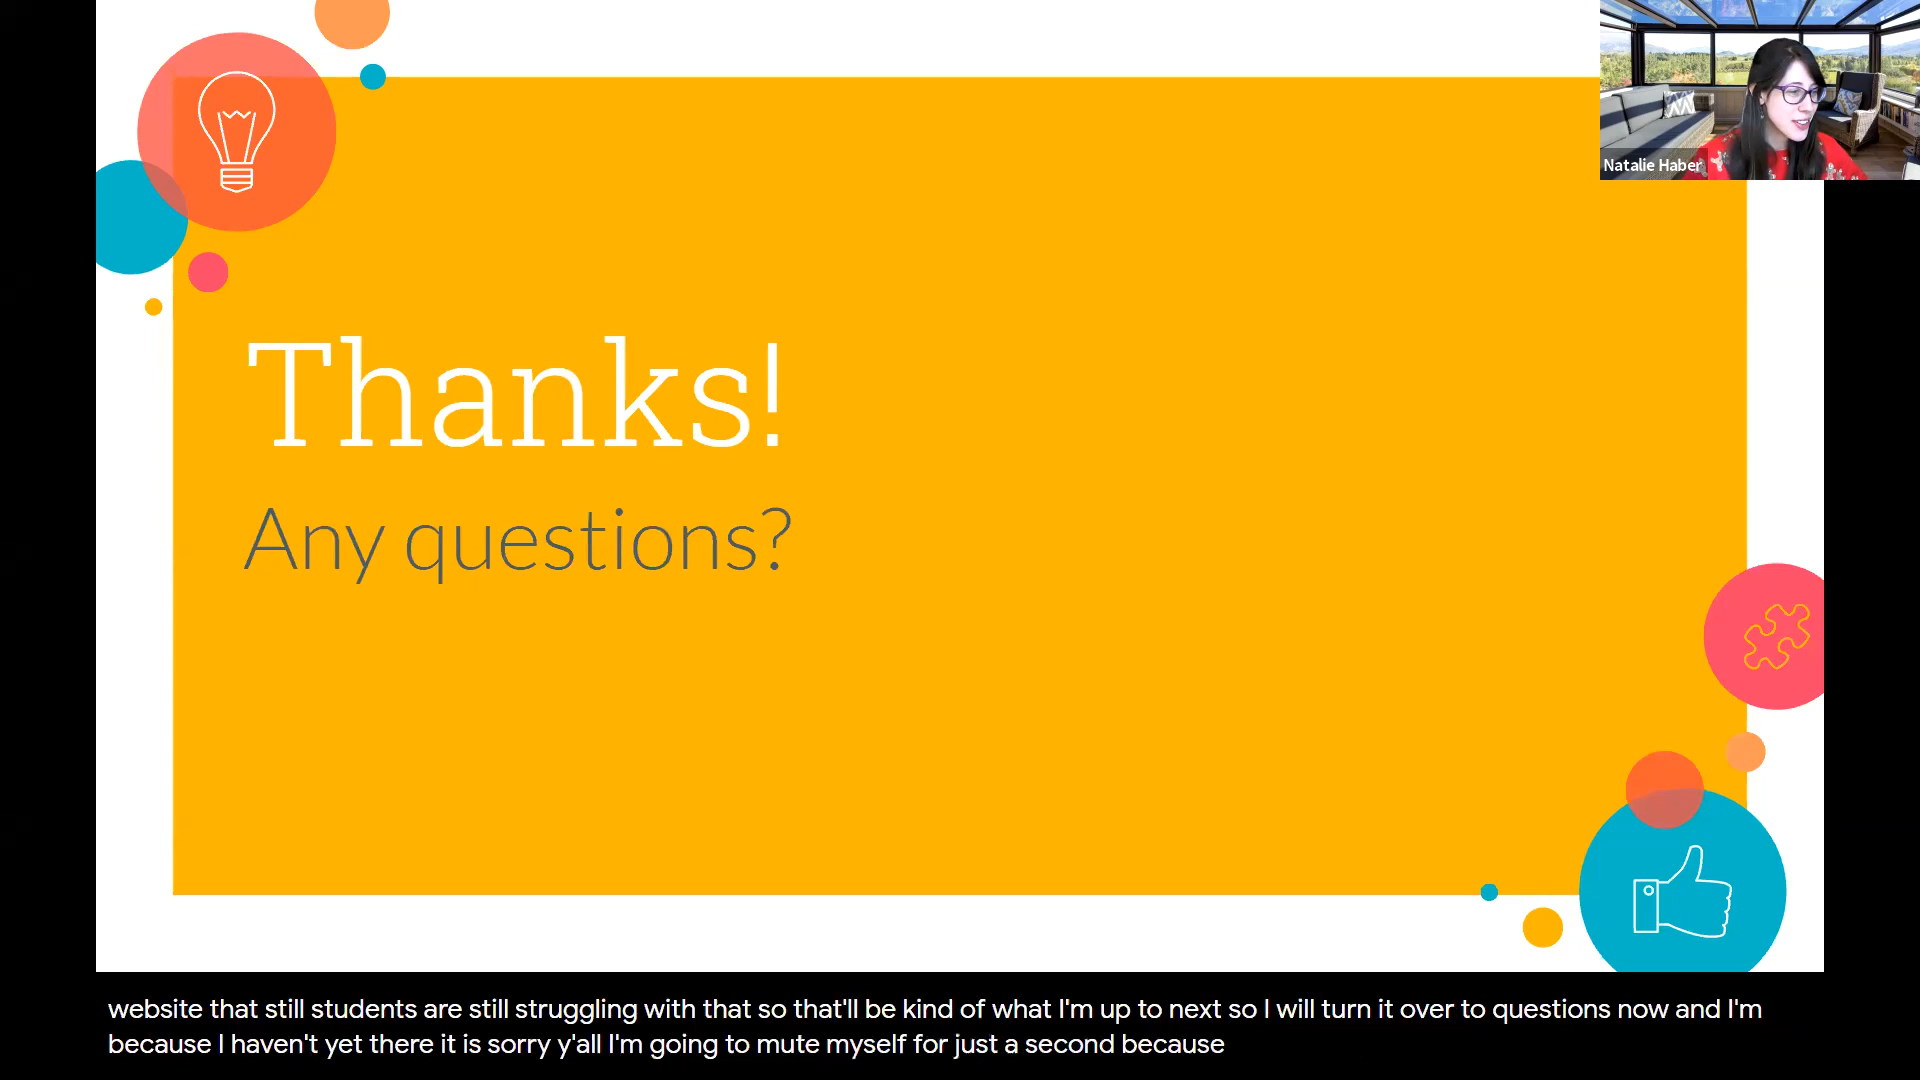 Natalie Haber
Thanks!
Any questions?
website that still students are still struggling with that so that'll be kind of what I'm up to next so I will turn it over to questions now and I'm
because I haven't yet there it is sorry y'all I'm going to mute myself for just a second because